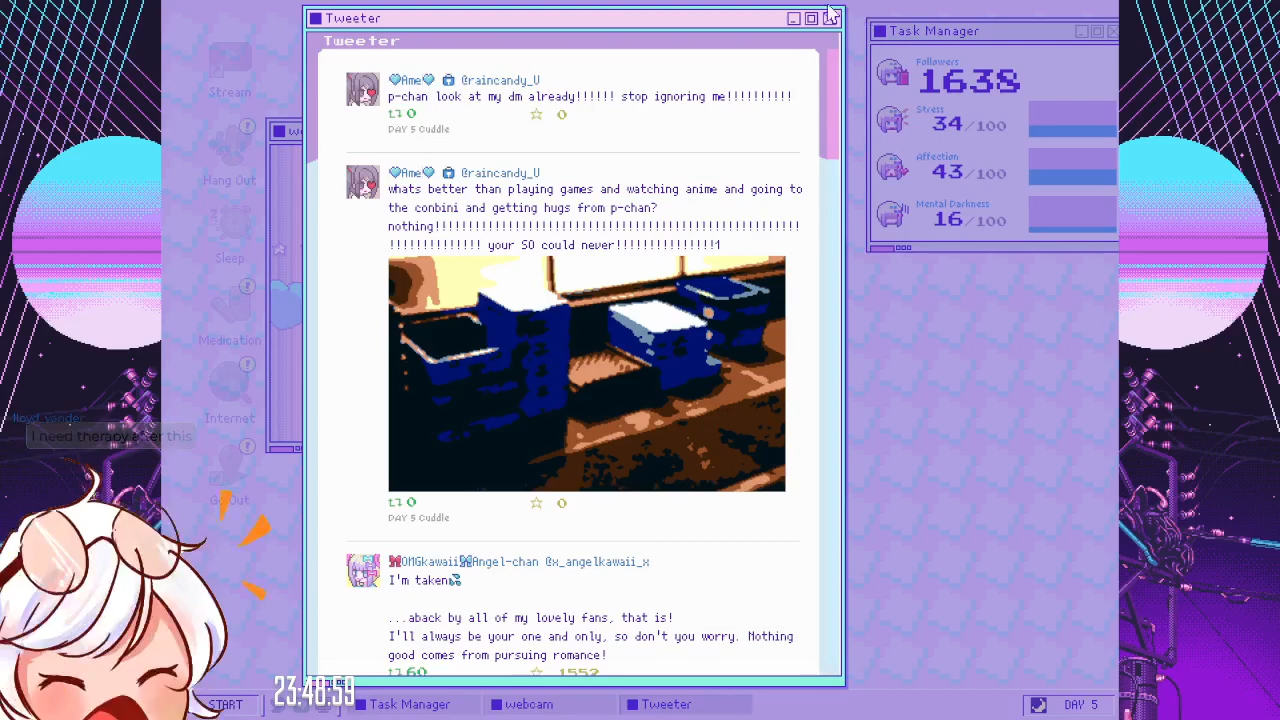 Tweeter
Tweeter
Ame @raincandy_U
p-chan look at my dm already!!!!!! stop ignoring me!!!!!!!!!!
0 0
DAY 5 Cuddle
Ame @raincandy_U
whats better than playing games and watching anime and going to
the conbini and getting hugs from p-chan?
nothing!!!!!!!!!!!!!!!!!!!!!!!!!!!!!!!!!!!!!!!!!!!!!!!!!!!!!!
!!!!!!!!!!!!!! your SO could never!!!!!!!!!!!!!!!1
0 0
DAY 5 Cuddle
OMGkawaiiAngel-chan @x_angelkawaii_x
I'm taken
...aback by all of my lovely fans, that is!
I'll always be your one and only, so don't you worry. Nothing
good comes from pursuing romance!
60 1552
Task Manager
Followers
1638
Stress
34/100
Affection
43/100
Mental Darkness
16/100
Stream
Hang Out
Sleep
Medication
Internet
Go Out
I need therapy after this
23:48:59
START
Task Manager
webcam
Tweeter
DAY 5